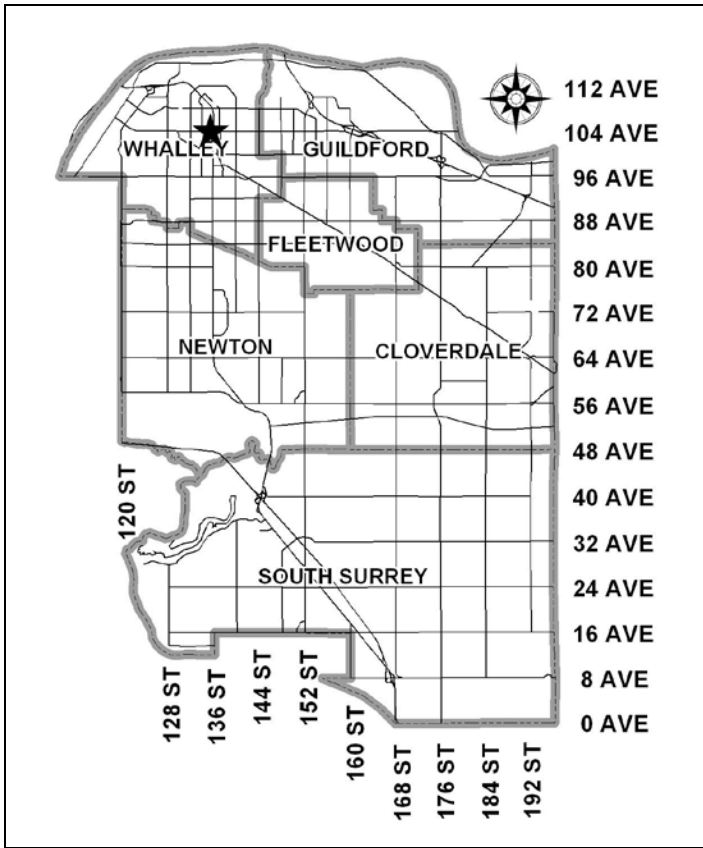 112 AVE
104 AVE
WHALLEY
GUILDFORD
96 AVE
88 AVE
FLEETWOOD
80 AVE
72 AVE
NEWTON
CLOVERDALE
64 AVE
56 AVE
48 AVE
120 ST
40 AVE
32 AVE
SOUTH SURREY
24 AVE
16 AVE
8 AVE
0 AVE
128 ST
136 ST
144 ST
152 ST
160 ST
168 ST
176 ST
184 ST
192 ST